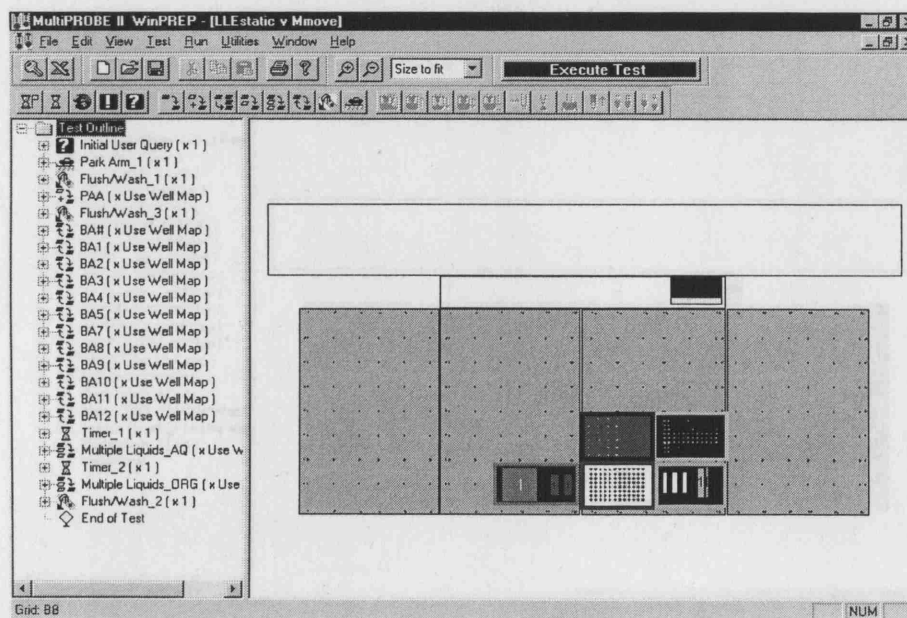 MultiPROBE II WinPREP - [LLEstatic v Mmove]
File Edit View Test Run Utilities Window Help
Size to fit
Execute Test
Test Outline
Initial User Query ( x 1 )
Park Arm_1 ( x 1 )
Flush/Wash_1 ( x 1 )
PAA ( x Use Well Map )
Flush/Wash_3 ( x 1 )
BA# ( x Use Well Map )
BA1 ( x Use Well Map )
BA2 ( x Use Well Map )
BA3 ( x Use Well Map )
BA4 ( x Use Well Map )
BA5 ( x Use Well Map )
BA7 ( x Use Well Map )
BA8 ( x Use Well Map )
BA9 ( x Use Well Map )
BA10 ( x Use Well Map )
BA11 ( x Use Well Map )
BA12 ( x Use Well Map )
Timer_1 ( x 1 )
Multiple Liquids_AQ ( x Use W
Timer_2 ( x 1 )
Multiple Liquids_ORG ( x Use
Flush/Wash_2 ( x 1 )
End of Test
1
1
Grid: B8
NUM